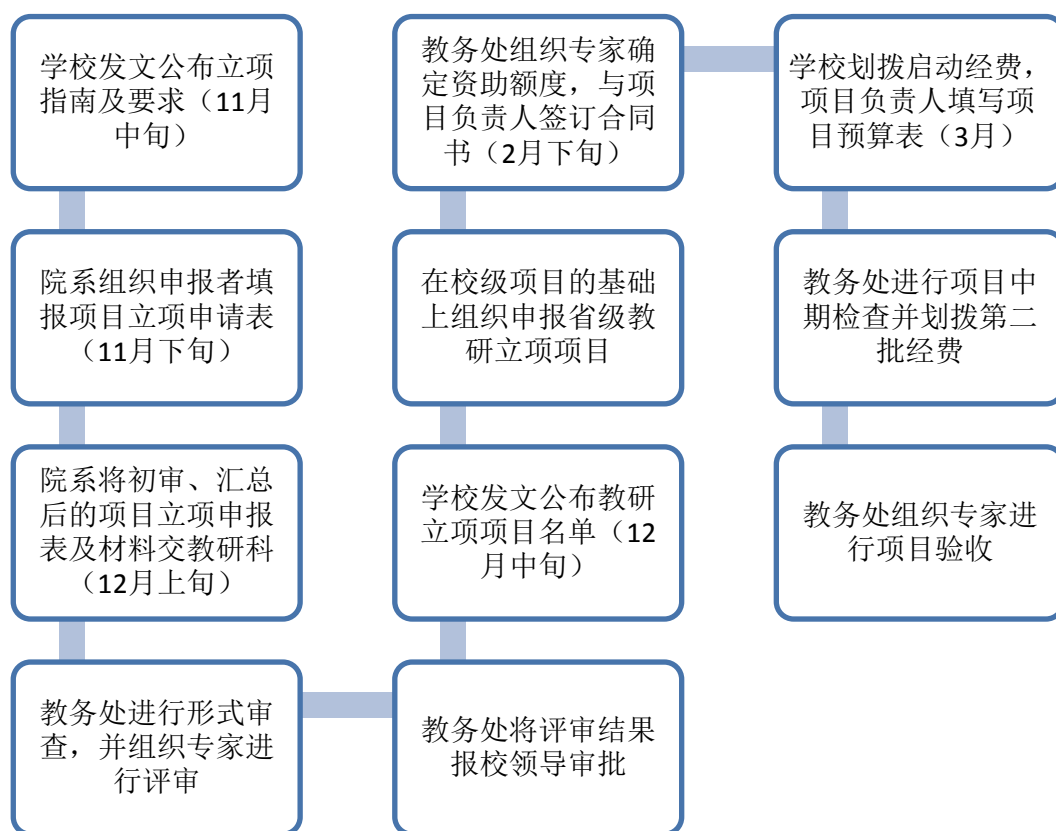 学校发文公布立项
指南及要求（11月
中旬）
院系组织申报者填
报项目立项申请表
（11月下旬）
院系将初审、汇总
后的项目立项申报
表及材料交教研科
（12月上旬）
教务处进行形式审
查，并组织专家进
行评审
教务处将评审结果
报校领导审批
学校发文公布教研
立项项目名单（12
月中旬）
在校级项目的基础
上组织申报省级教
研立项项目
教务处组织专家确
定资助额度，与项
目负责人签订合同
书（2月下旬）
学校划拨启动经费，
项目负责人填写项
目预算表（3月）
教务处进行项目中
期检查并划拨第二
批经费
教务处组织专家进
行项目验收